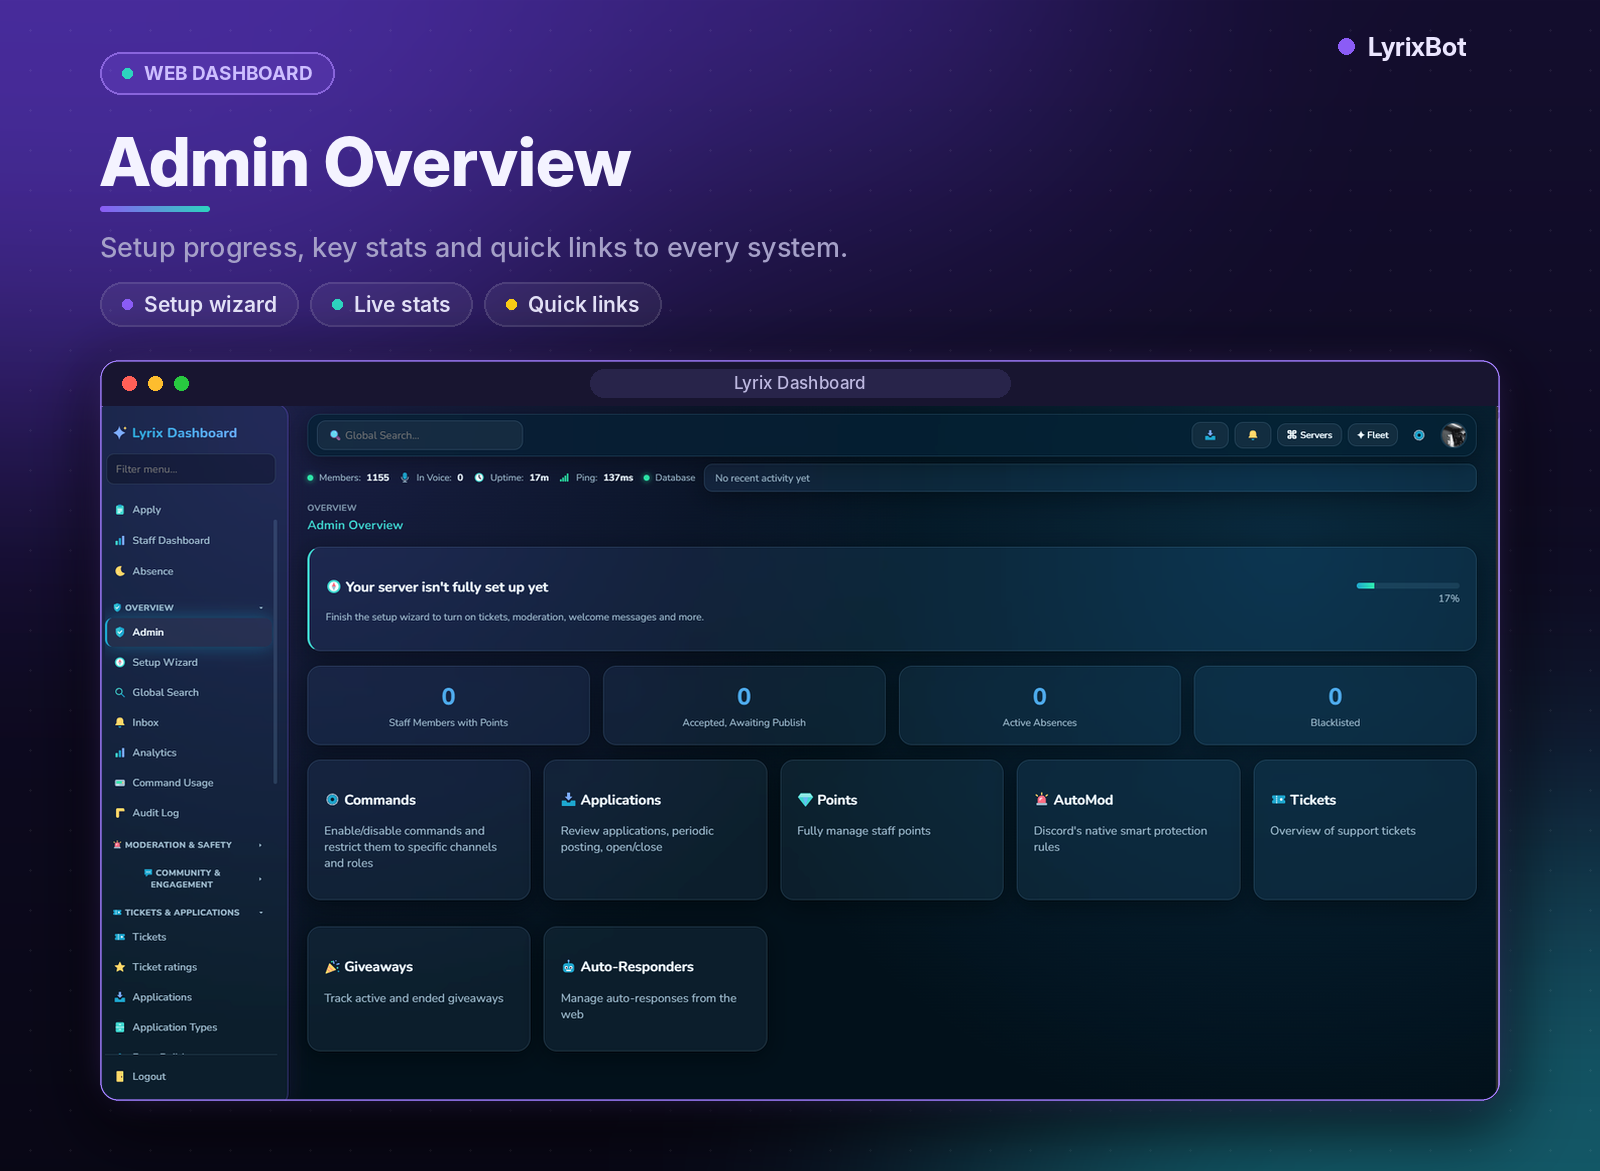 WEB DASHBOARD
LyrixBot
Admin Overview
Setup progress, key stats and quick links to every system.
Setup wizard
Live stats
Quick links
Lyrix Dashboard
Lyrix Dashboard
Filter menu...
Apply
Staff Dashboard
Absence
OVERVIEW
Admin
Setup Wizard
Global Search
Inbox
Analytics
Command Usage
Audit Log
MODERATION & SAFETY
COMMUNITY &
ENGAGEMENT
TICKETS & APPLICATIONS
Tickets
Ticket ratings
Applications
Application Types
Logout
Global Search...
Servers
Fleet
Members: 1155
In Voice: 0
Uptime: 17m
Ping: 137ms
Database
No recent activity yet
OVERVIEW
Admin Overview
Your server isn't fully set up yet
Finish the setup wizard to turn on tickets, moderation, welcome messages and more.
17%
0
Staff Members with Points
0
Accepted, Awaiting Publish
0
Active Absences
0
Blacklisted
Commands
Enable/disable commands and
restrict them to specific channels
and roles
Applications
Review applications, periodic
posting, open/close
Points
Fully manage staff points
AutoMod
Discord's native smart protection
rules
Tickets
Overview of support tickets
Giveaways
Track active and ended giveaways
Auto-Responders
Manage auto-responses from the
web